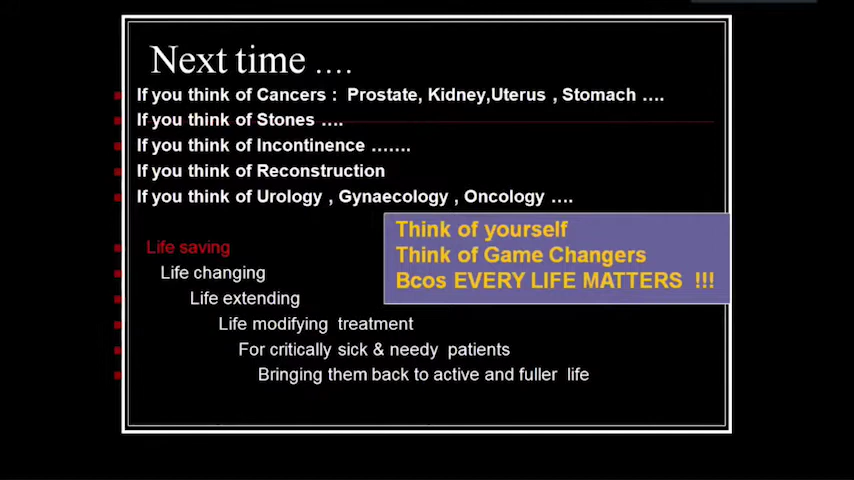 Next time ....
If you think of Cancers : Prostate, Kidney,Uterus , Stomach ....
If you think of Stones ....
If you think of Incontinence .......
If you think of Reconstruction
If you think of Urology , Gynaecology , Oncology ....
Think of yourself
Think of Game Changers
Bcos EVERY LIFE MATTERS !!!
Life saving
Life changing
Life extending
Life modifying treatment
For critically sick & needy patients
Bringing them back to active and fuller life